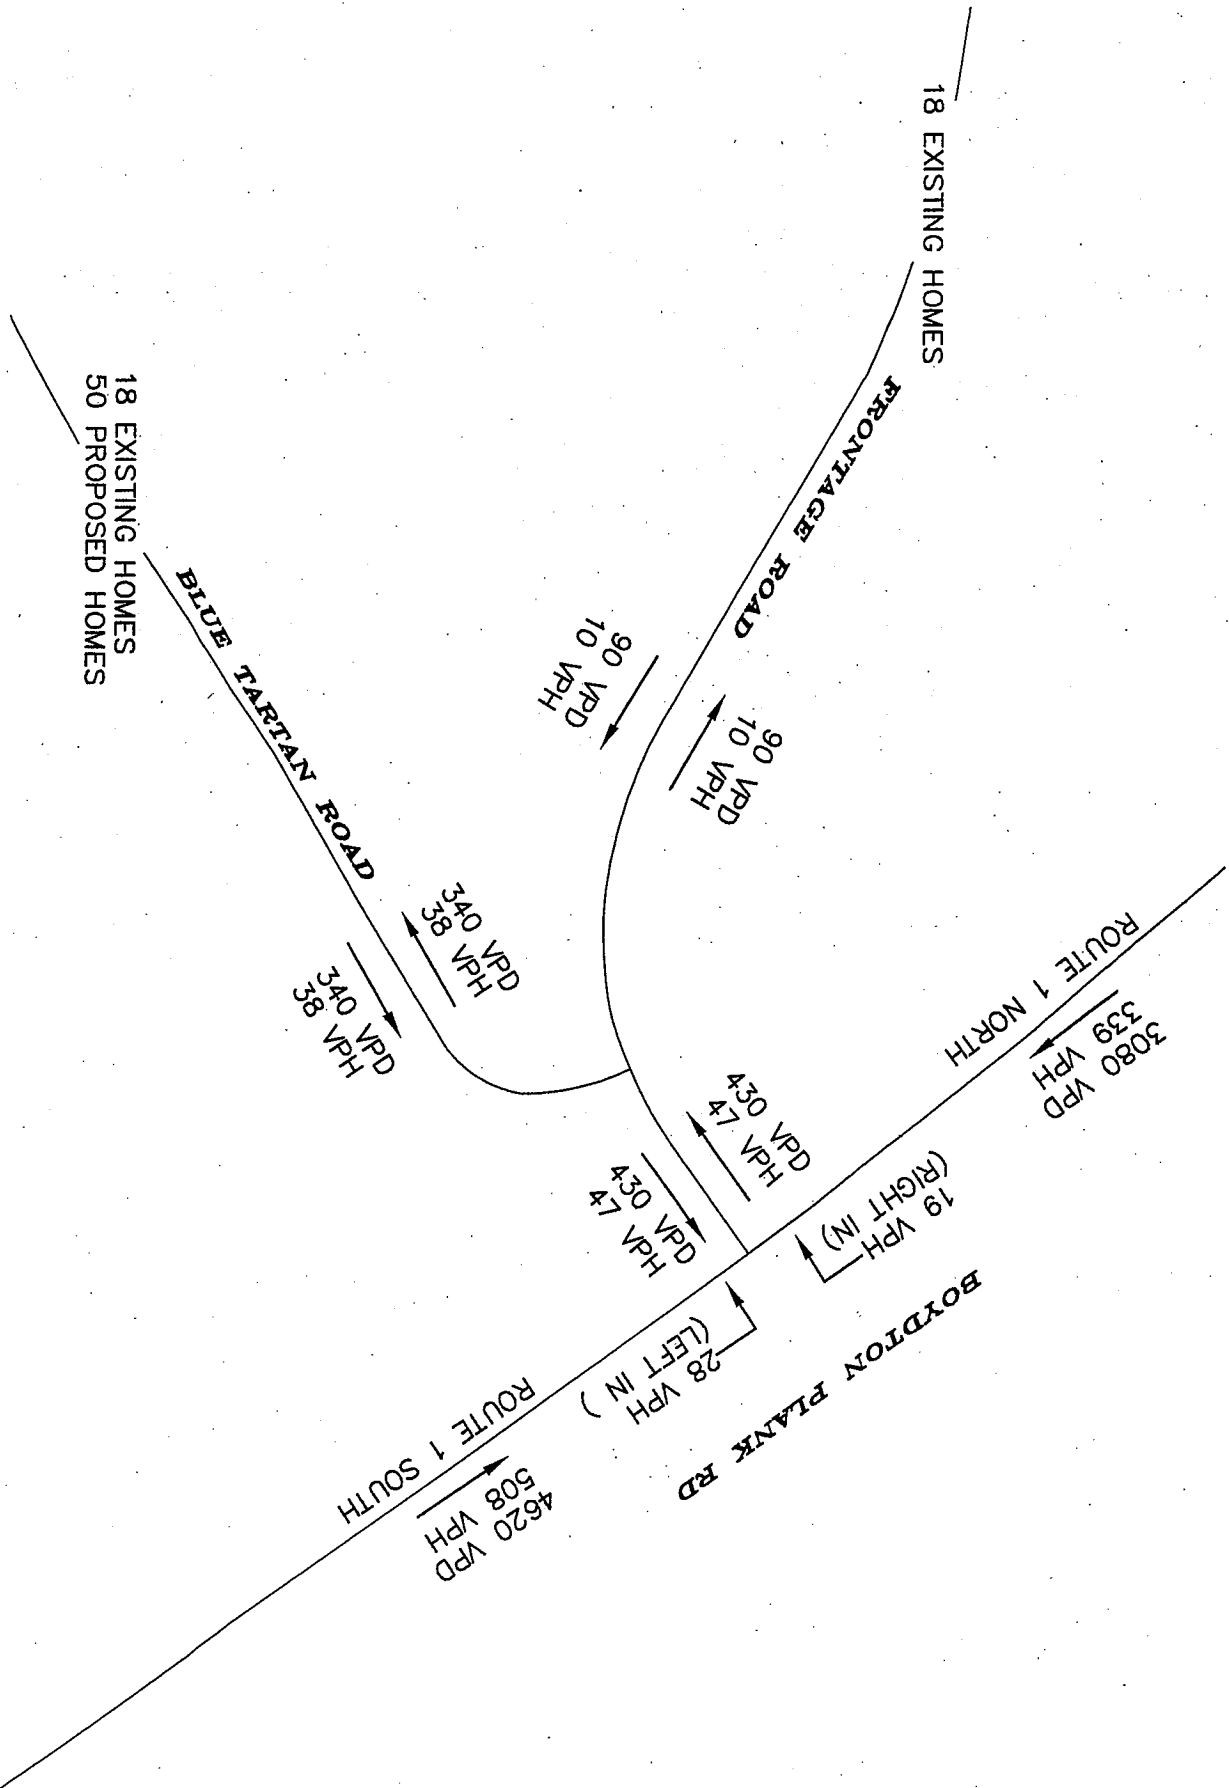 18 EXISTING HOMES
FRONTAGE ROAD
90 VPD
10 VPH
90 VPD
10 VPH
18 EXISTING HOMES
50 PROPOSED HOMES
BLUE TARTAN ROAD
340 VPD
38 VPH
340 VPD
38 VPH
430 VPD
47 VPH
430 VPD
47 VPH
ROUTE 1 NORTH
3080 VPD
339 VPH
19 VPH
(RIGHT IN)
28 VPH
(LEFT IN )
BOYDTON PLANK RD
ROUTE 1 SOUTH
4620 VPD
508 VPH